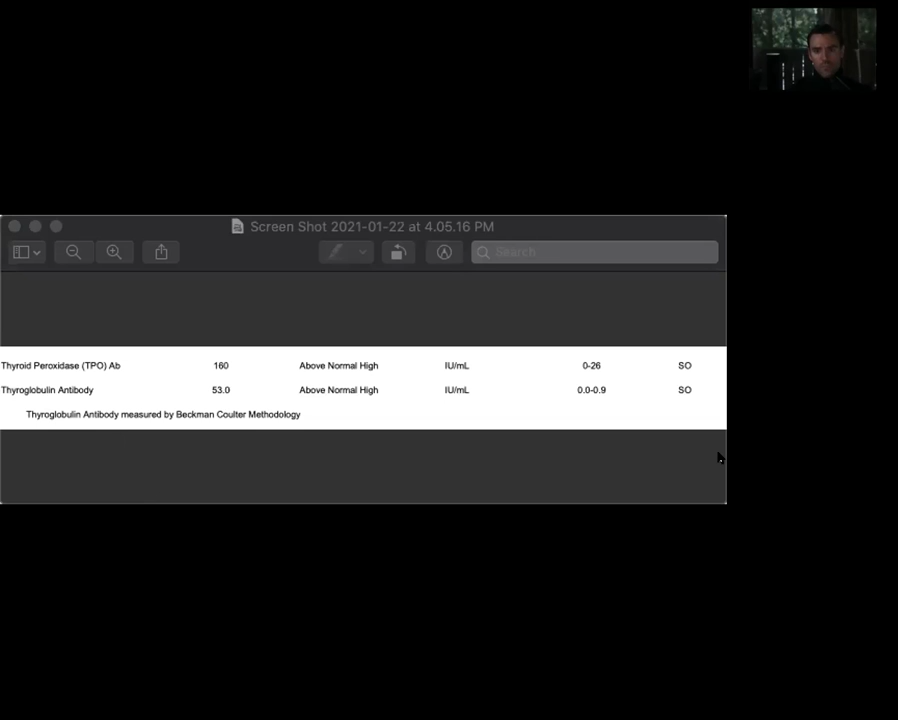 Screen Shot 2021-01-22 at 4.05.16 PM
Search
Thyroid Peroxidase (TPO) Ab 160 Above Normal High IU/mL 0-26 SO
Thyroglobulin Antibody 53.0 Above Normal High IU/mL 0.0-0.9 SO
Thyroglobulin Antibody measured by Beckman Coulter Methodology